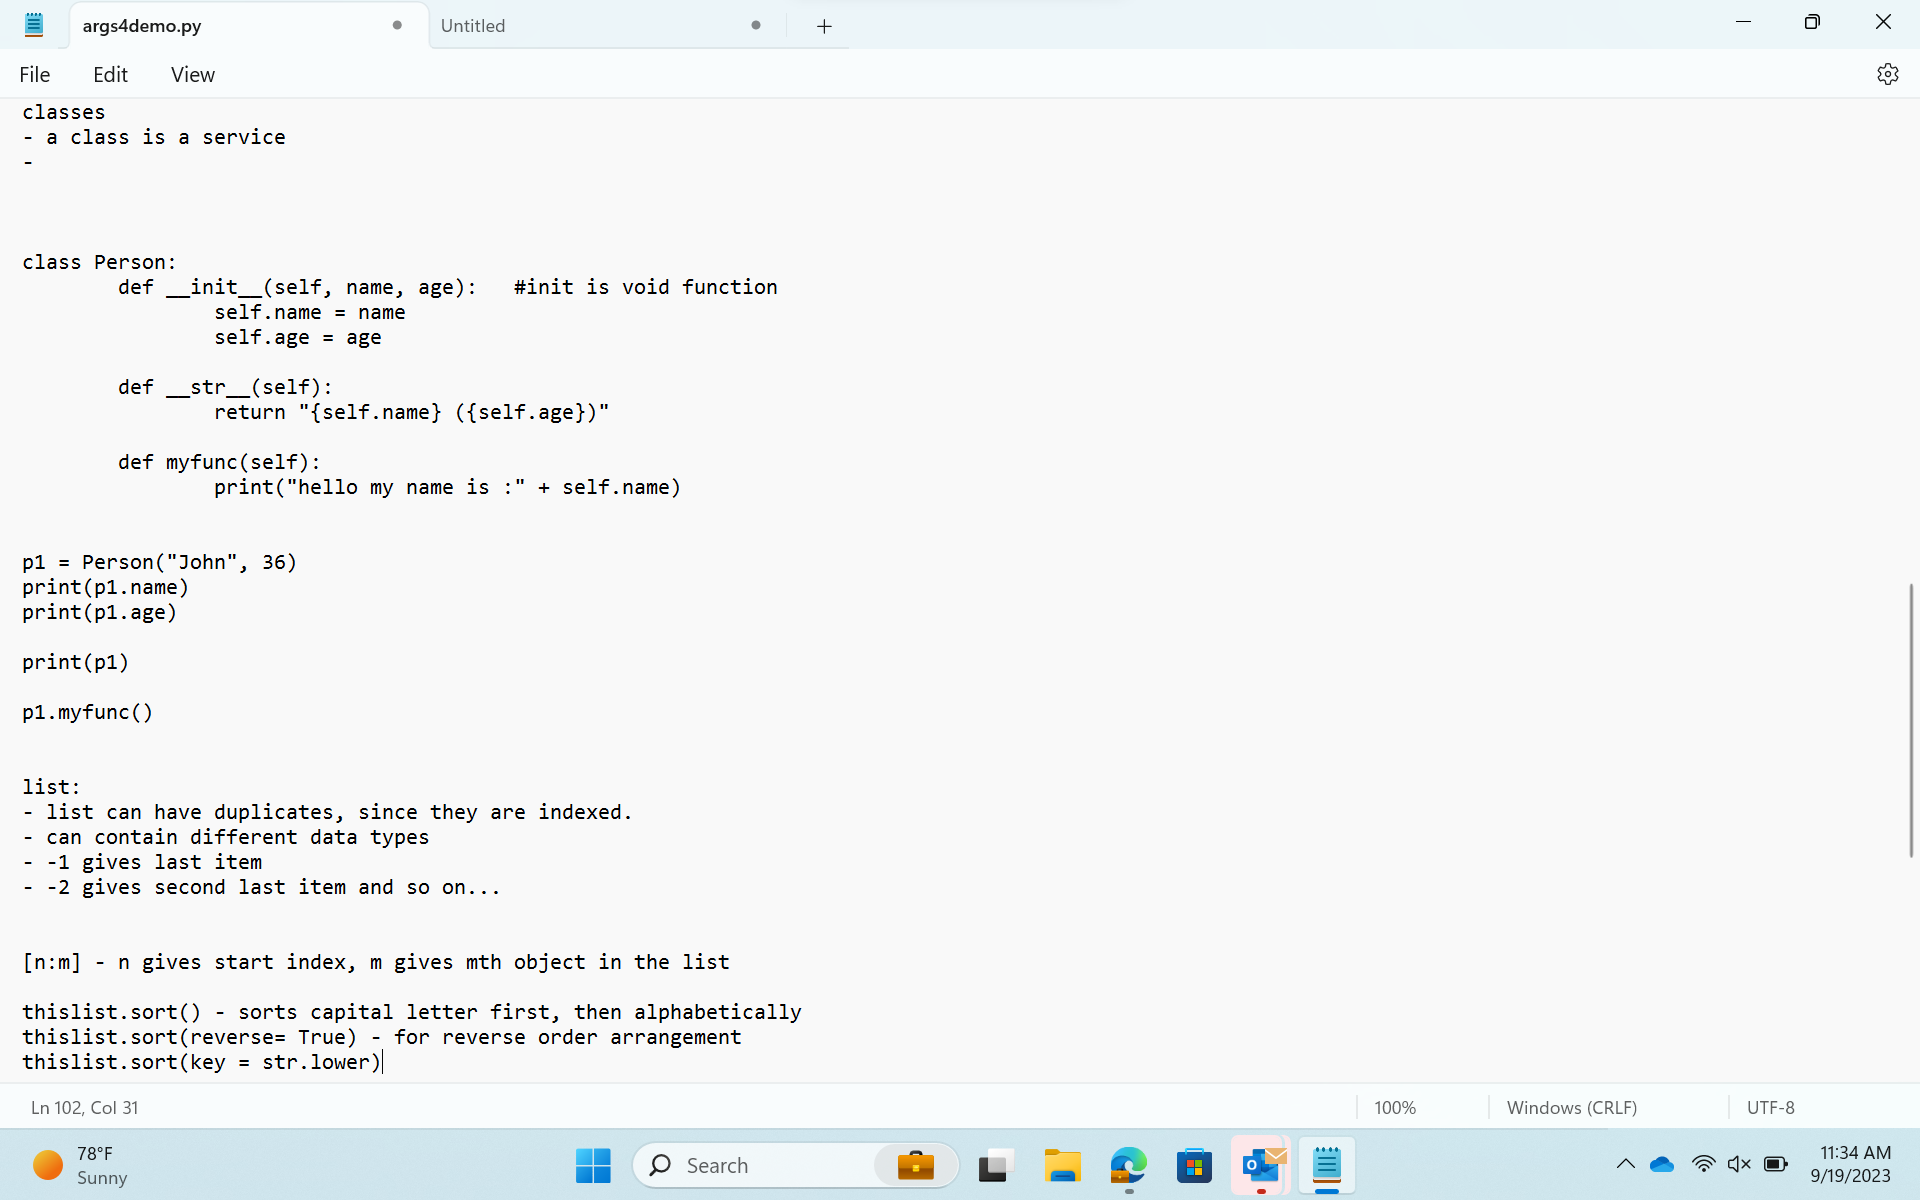 args4demo.py
Untitled
File Edit View
classes
- a class is a service
-
class Person:
def __init__(self, name, age): #init is void function
self.name = name
self.age = age
def __str__(self):
return "{self.name} ({self.age})"
def myfunc(self):
print("hello my name is :" + self.name)
p1 = Person("John", 36)
print(p1.name)
print(p1.age)
print(p1)
p1.myfunc()
list:
- list can have duplicates, since they are indexed.
- can contain different data types
- -1 gives last item
- -2 gives second last item and so on...
[n:m] - n gives start index, m gives mth object in the list
thislist.sort() - sorts capital letter first, then alphabetically
thislist.sort(reverse= True) - for reverse order arrangement
thislist.sort(key = str.lower)
Ln 102, Col 31
100%
Windows (CRLF)
UTF-8
78°F
Sunny
Search
11:34 AM
9/19/2023